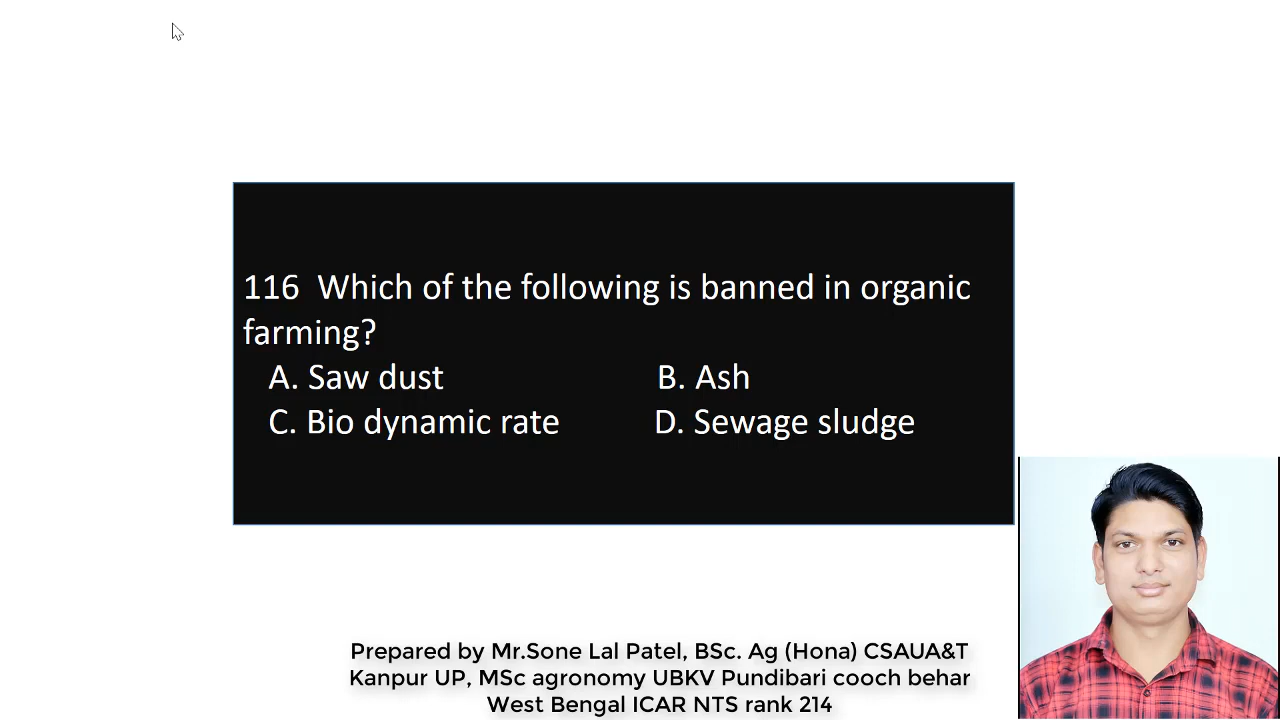 116  Which of the following is banned in organic
farming?
A. Saw dust B. Ash
C. Bio dynamic rate D. Sewage sludge
Prepared by Mr.Sone Lal Patel, BSc. Ag (Hona) CSAUA&T
Kanpur UP, MSc agronomy UBKV Pundibari cooch behar
West Bengal ICAR NTS rank 214